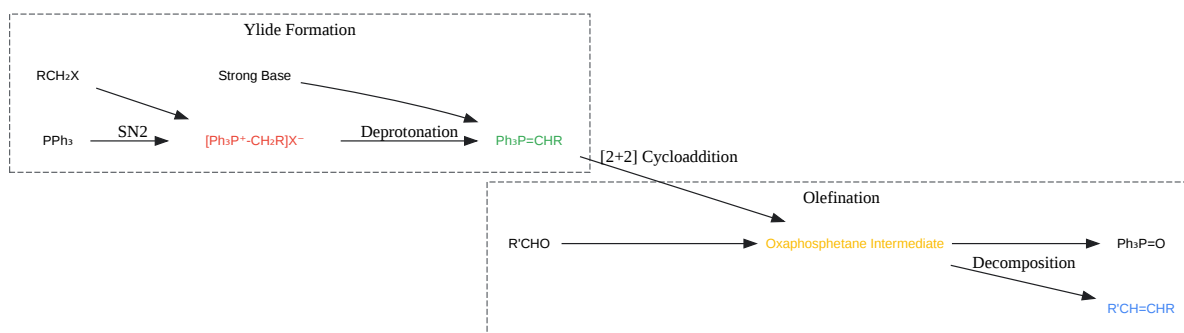 Ylide Formation
RCH₂X
Strong Base
PPh₃
SN2
[Ph₃P⁺-CH₂R]X⁻
Deprotonation
Ph₃P=CHR
[2+2] Cycloaddition
Olefination
R'CHO
Oxaphosphetane Intermediate
Ph₃P=O
Decomposition
R'CH=CHR